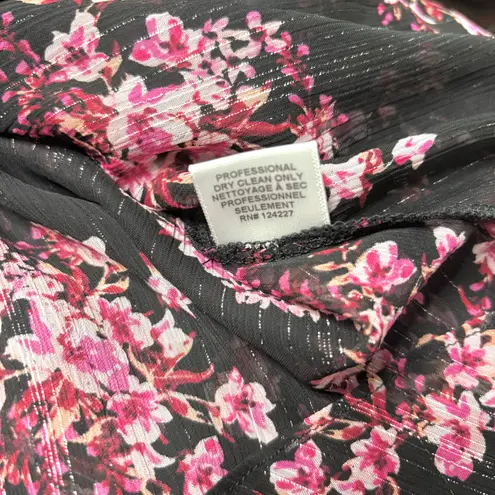 PROFESSIONAL
DRY CLEAN ONLY
NETTOYAGE À SEC
PROFESSIONNEL
SEULEMENT
RN# 124227